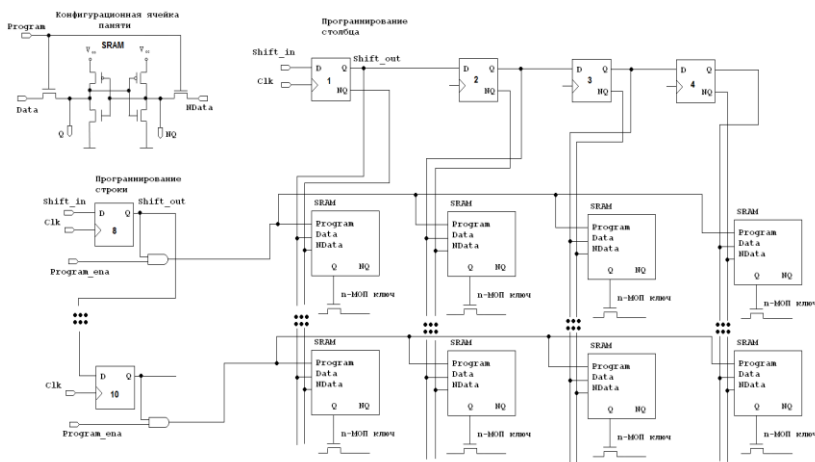 Конфигурационная ячейка
памяти
Program
SRAM
Data
NData
Q
NQ
Программирование
столбца
Shift_in
Clk
D Q
1
NQ
Shift_out
D Q
2
NQ
D Q
3
NQ
D Q
4
NQ
Программирование
строки
Shift_in
Clk
D Q
8
Shift_out
Program_ena
SRAM
Program
Data
NData
Q NQ
n-МОП ключ
SRAM
Program
Data
NData
Q NQ
n-МОП ключ
SRAM
Program
Data
NData
Q NQ
n-МОП ключ
SRAM
Program
Data
NData
Q NQ
n-МОП ключ
D Q
10
Clk
Program_ena
SRAM
Program
Data
NData
Q NQ
n-МОП ключ
SRAM
Program
Data
NData
Q NQ
n-МОП ключ
SRAM
Program
Data
NData
Q NQ
n-МОП ключ
SRAM
Program
Data
NData
Q NQ
n-МОП ключ